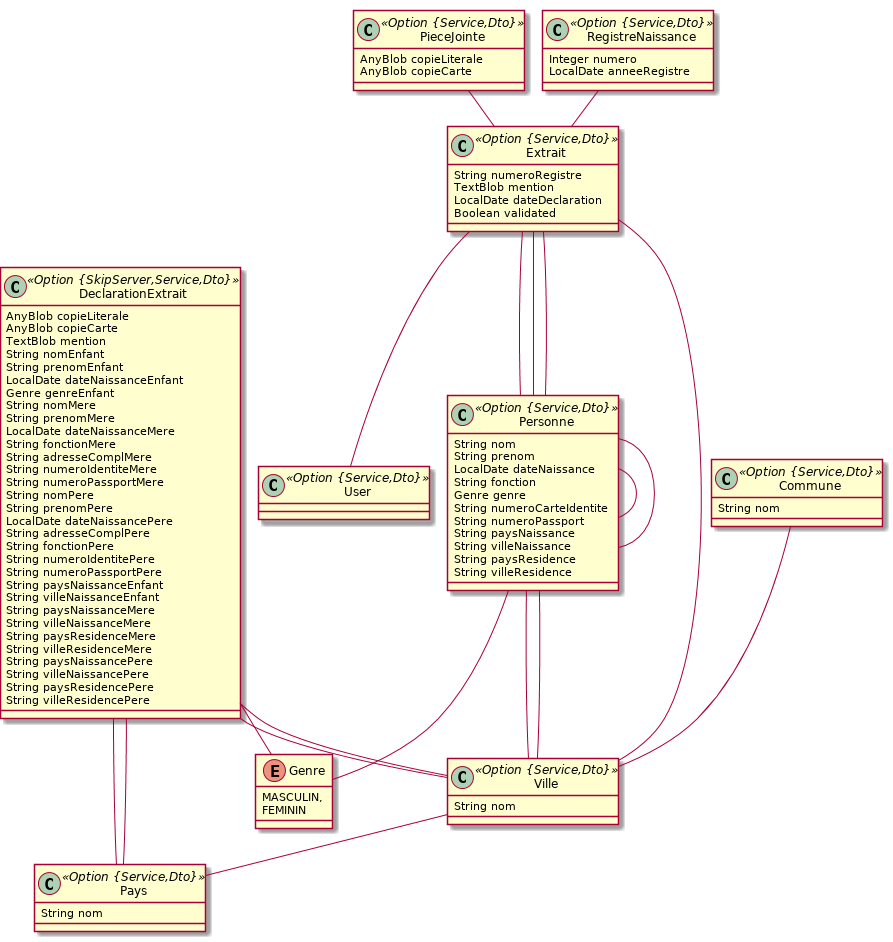 C «Option {Service,Dto}»
PieceJointe
AnyBlob copieLiterale
AnyBlob copieCarte
C «Option {Service,Dto}»
RegistreNaissance
Integer numero
LocalDate anneeRegistre
C «Option {Service,Dto}»
Extrait
String numeroRegistre
TextBlob mention
LocalDate dateDeclaration
Boolean validated
C «Option {SkipServer,Service,Dto}»
DeclarationExtrait
AnyBlob copieLiterale
AnyBlob copieCarte
TextBlob mention
String nomEnfant
String prenomEnfant
LocalDate dateNaissanceEnfant
Genre genreEnfant
String nomMere
String prenomMere
LocalDate dateNaissanceMere
String fonctionMere
String adresseComplMere
String numeroIdentiteMere
String numeroPassportMere
String nomPere
String prenomPere
LocalDate dateNaissancePere
String adresseComplPere
String fonctionPere
String numeroIdentitePere
String numeroPassportPere
String paysNaissanceEnfant
String villeNaissanceEnfant
String paysNaissanceMere
String villeNaissanceMere
String paysResidenceMere
String villeResidenceMere
String paysNaissancePere
String villeNaissancePere
String paysResidencePere
String villeResidencePere
C «Option {Service,Dto}»
User
C «Option {Service,Dto}»
Personne
String nom
String prenom
LocalDate dateNaissance
String fonction
Genre genre
String numeroCarteIdentite
String numeroPassport
String paysNaissance
String villeNaissance
String paysResidence
String villeResidence
C «Option {Service,Dto}»
Commune
String nom
E Genre
MASCULIN,
FEMININ
C «Option {Service,Dto}»
Ville
String nom
C «Option {Service,Dto}»
Pays
String nom